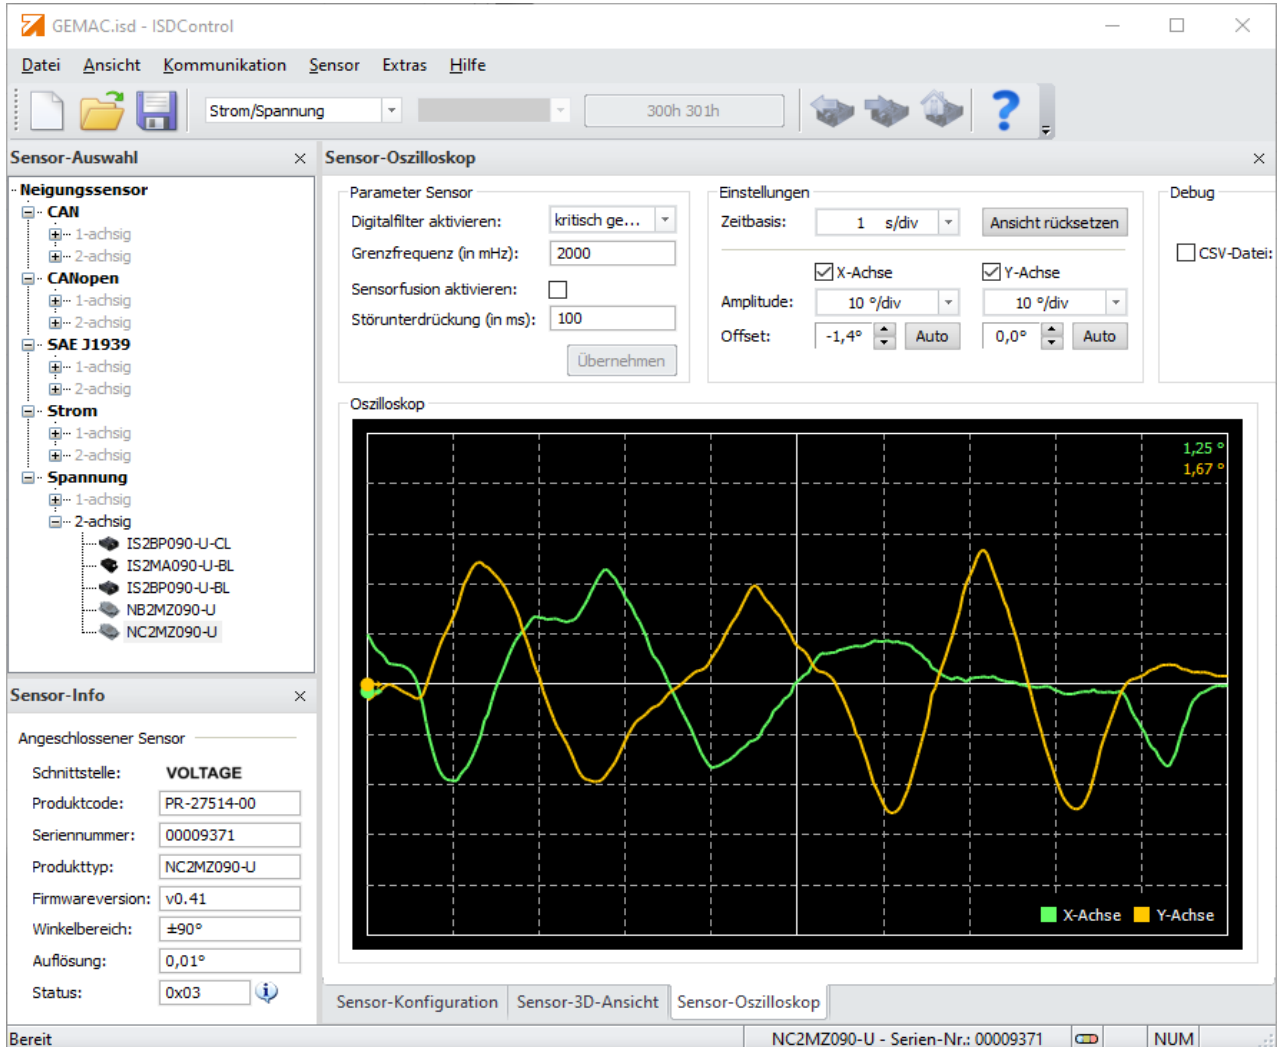 GEMAC.isd - ISDControl
Datei Ansicht Kommunikation Sensor Extras Hilfe
Strom/Spannung 300h 301h ?
Sensor-Auswahl
Neigungssensor
CAN
1-achsig
2-achsig
CANopen
1-achsig
2-achsig
SAE J1939
1-achsig
2-achsig
Strom
1-achsig
2-achsig
Spannung
1-achsig
2-achsig
IS2BP090-U-CL
IS2MA090-U-BL
IS2BP090-U-BL
NB2MZ090-U
NC2MZ090-U
Sensor-Info
Angeschlossener Sensor
Schnittstelle: VOLTAGE
Produktcode: PR-27514-00
Seriennummer: 00009371
Produkttyp: NC2MZ090-U
Firmwareversion: v0.41
Winkelbereich: ±90°
Auflösung: 0,01°
Status: 0x03
Sensor-Oszilloskop
Parameter Sensor
Digitalfilter aktivieren: kritisch ge...
Grenzfrequenz (in mHz): 2000
Sensorfusion aktivieren:
Störunterdrückung (in ms): 100
Übernehmen
Einstellungen
Zeitbasis: 1 s/div Ansicht rücksetzen
X-Achse Y-Achse
Amplitude: 10 °/div 10 °/div
Offset: -1,4° Auto 0,0° Auto
Debug
CSV-Datei:
Oszilloskop
1,25 °
1,67 °
X-Achse Y-Achse
Sensor-Konfiguration Sensor-3D-Ansicht Sensor-Oszilloskop
Bereit NC2MZ090-U - Serien-Nr.: 00009371 NUM